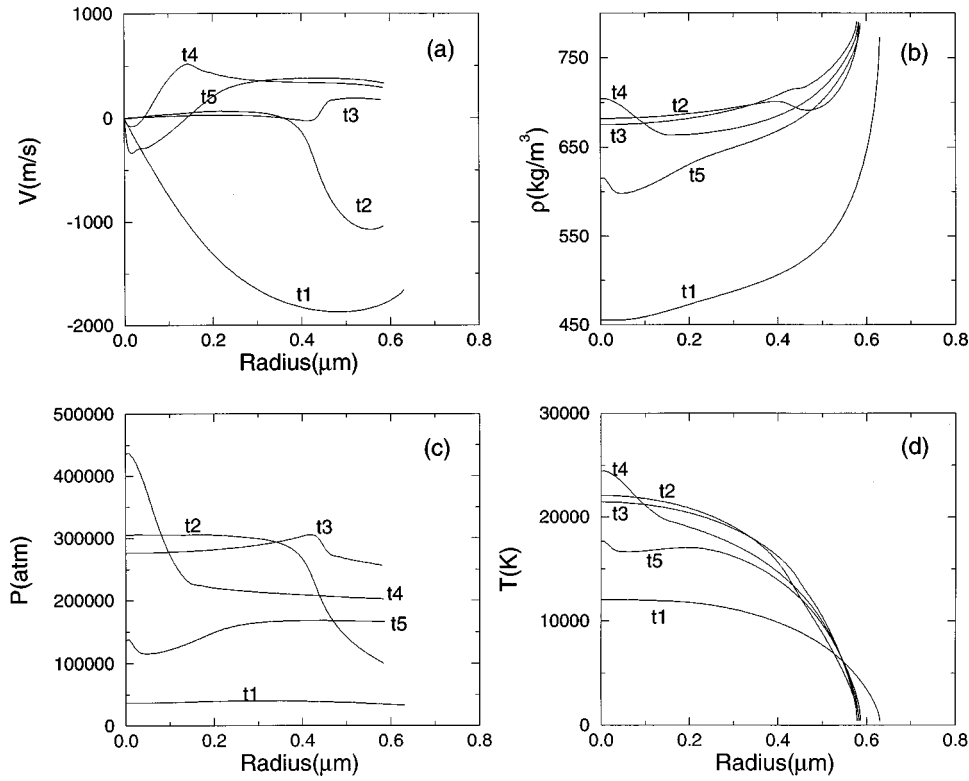 1000
0
-1000
-2000
V(m/s)
(a)
t4
t5
t3
t2
t1
0.0
0.2
0.4
0.6
0.8
Radius(μm)
750
650
550
450
ρ(kg/m³)
(b)
t4
t2
t3
t5
t1
0.0
0.2
0.4
0.6
0.8
Radius(μm)
500000
400000
300000
200000
100000
0
P(atm)
(c)
t2
t3
t4
t5
t1
0.0
0.2
0.4
0.6
0.8
Radius(μm)
30000
20000
10000
0
T(K)
(d)
t4
t2
t3
t5
t1
0.0
0.2
0.4
0.6
0.8
Radius(μm)